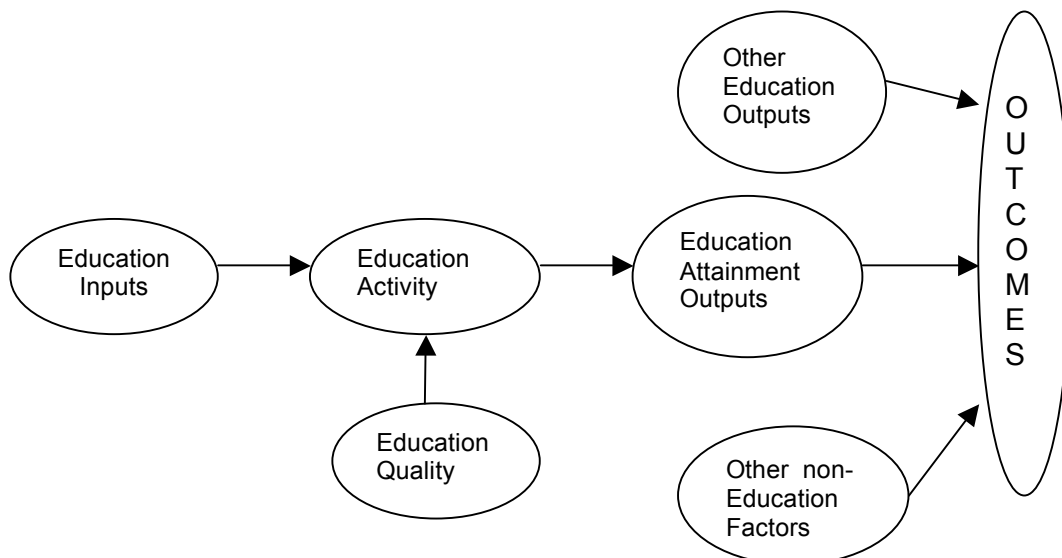 Other
Education
Outputs
Education
Inputs
Education
Activity
Education
Attainment
Outputs
Education
Quality
Other non-
Education
Factors
O
U
T
C
O
M
E
S